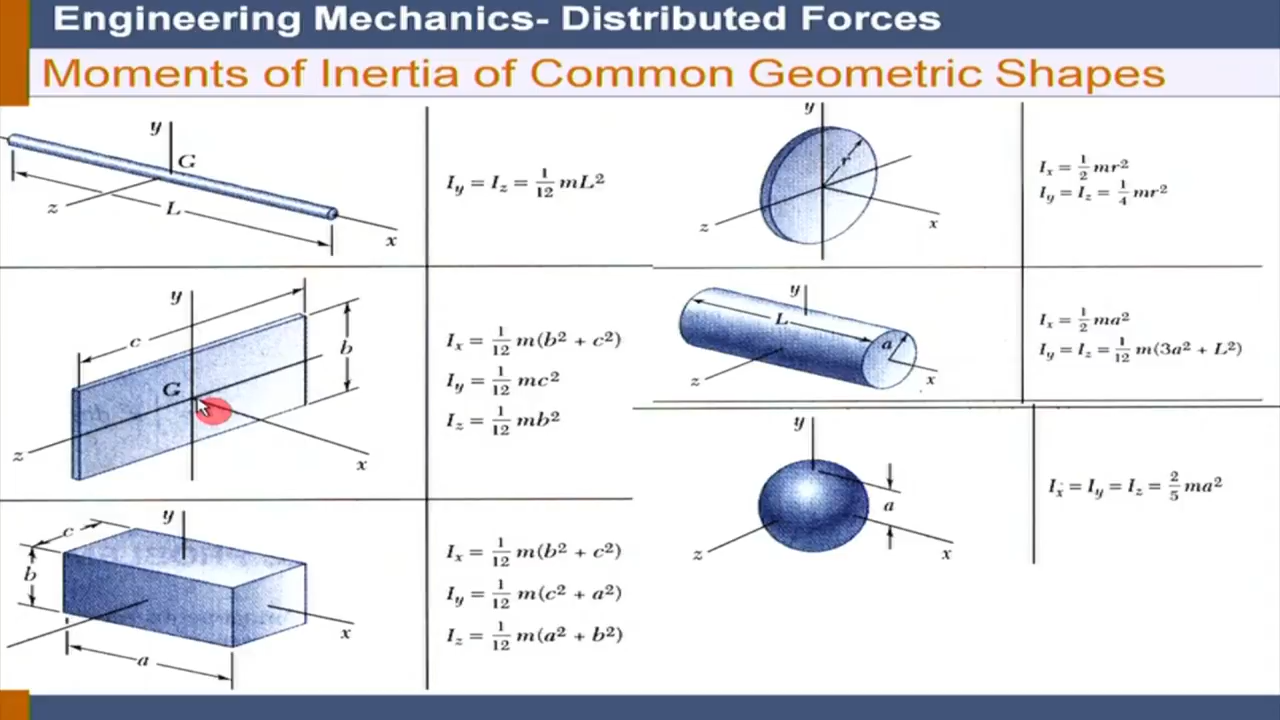 Engineering Mechanics- Distributed Forces
Moments of Inertia of Common Geometric Shapes
y
G
z
L
x
I_y = I_z = 1/12 mL²
y
c
b
G
z
x
I_x = 1/12 m(b² + c²)
I_y = 1/12 mc²
I_z = 1/12 mb²
y
c
b
x
a
I_x = 1/12 m(b² + c²)
I_y = 1/12 m(c² + a²)
I_z = 1/12 m(a² + b²)
y
r
z
x
I_x = 1/2 mr²
I_y = I_z = 1/4 mr²
y
L
a
z
x
I_x = 1/2 ma²
I_y = I_z = 1/12 m(3a² + L²)
y
a
z
x
I_x = I_y = I_z = 2/5 ma²